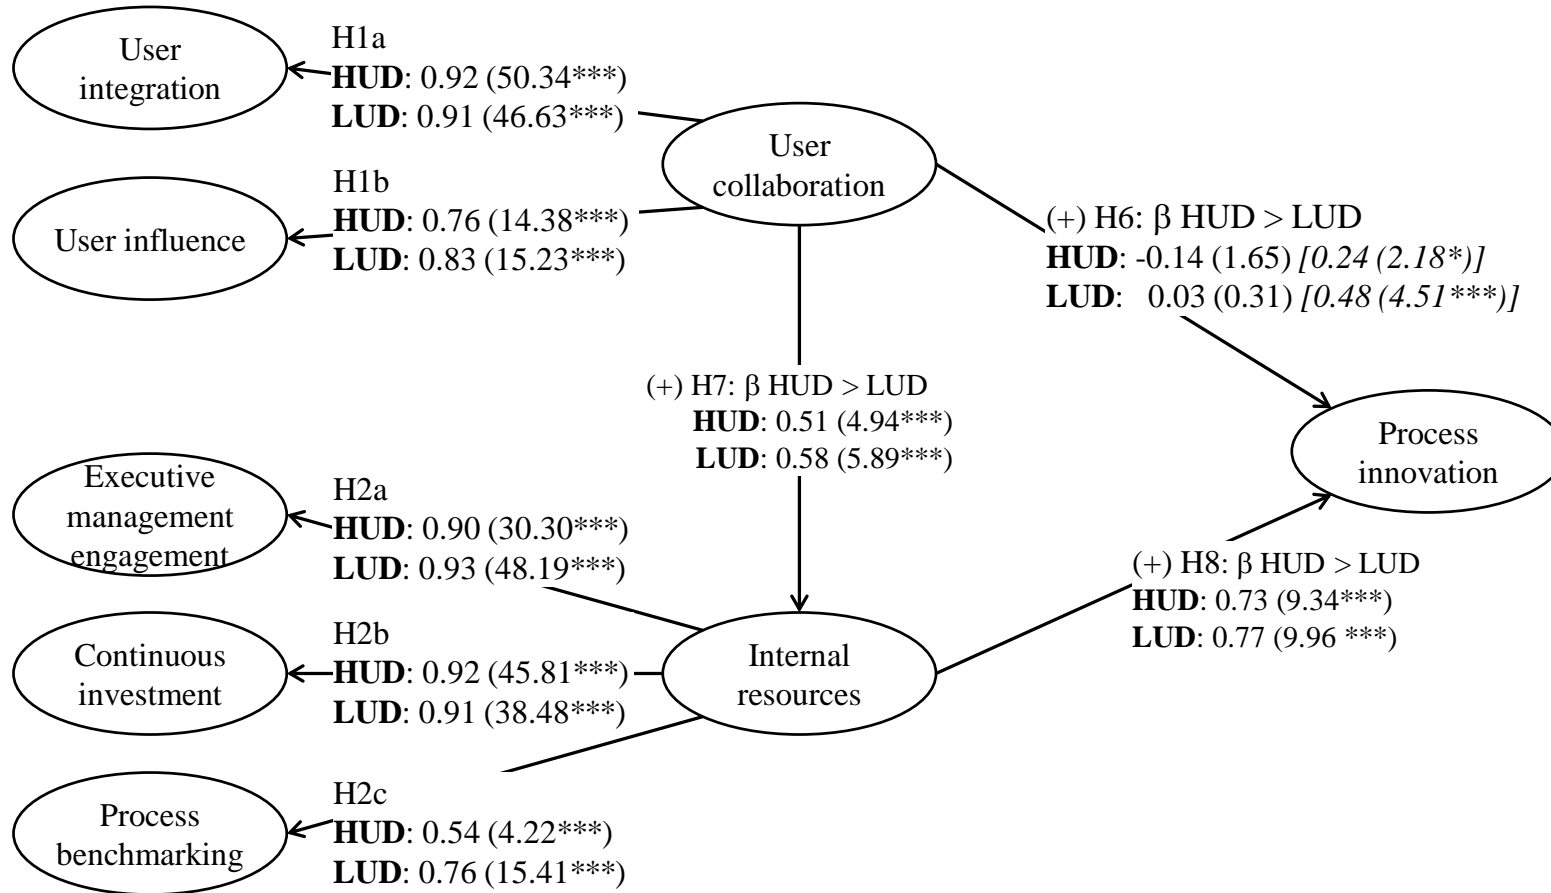 User
integration
H1a
HUD: 0.92 (50.34***)
LUD: 0.91 (46.63***)
User
collaboration
User influence
H1b
HUD: 0.76 (14.38***)
LUD: 0.83 (15.23***)
(+) H6: β HUD > LUD
HUD: -0.14 (1.65) [0.24 (2.18*)]
LUD: 0.03 (0.31) [0.48 (4.51***)]
(+) H7: β HUD > LUD
HUD: 0.51 (4.94***)
LUD: 0.58 (5.89***)
Process
innovation
Executive
management
engagement
H2a
HUD: 0.90 (30.30***)
LUD: 0.93 (48.19***)
(+) H8: β HUD > LUD
HUD: 0.73 (9.34***)
LUD: 0.77 (9.96 ***)
Continuous
investment
H2b
HUD: 0.92 (45.81***)
LUD: 0.91 (38.48***)
Internal
resources
Process
benchmarking
H2c
HUD: 0.54 (4.22***)
LUD: 0.76 (15.41***)